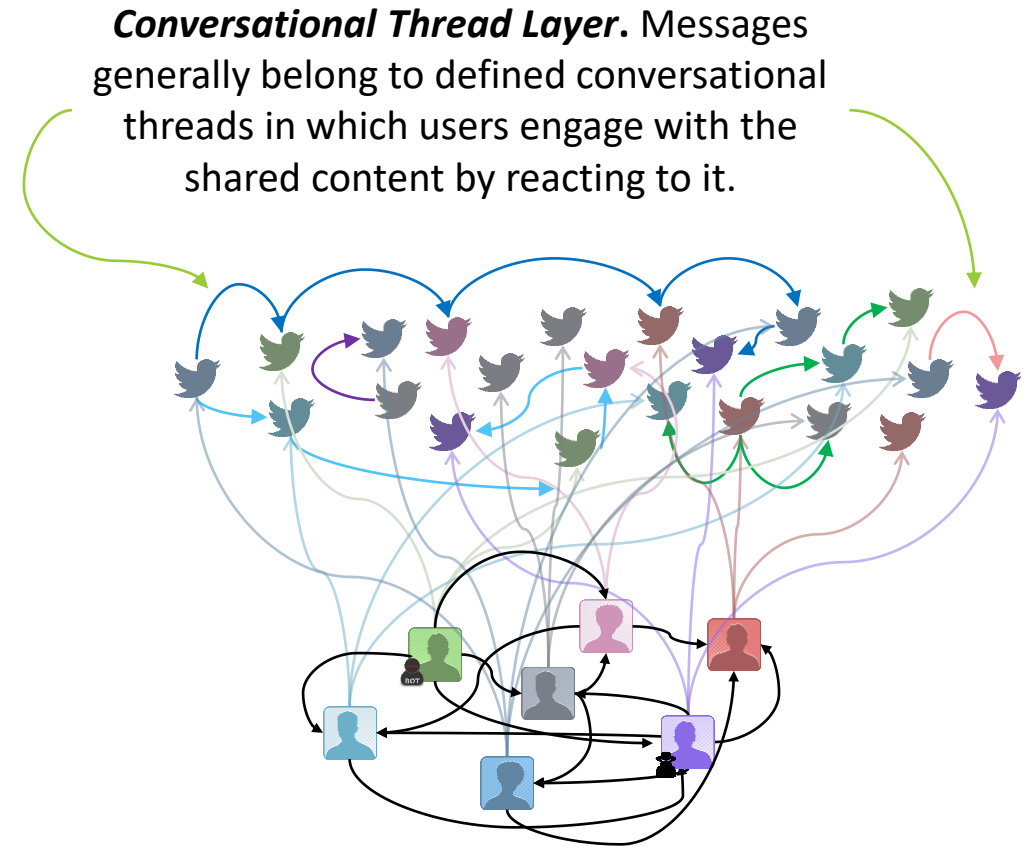 Conversational Thread Layer. Messages
generally belong to defined conversational
threads in which users engage with the
shared content by reacting to it.
BOT